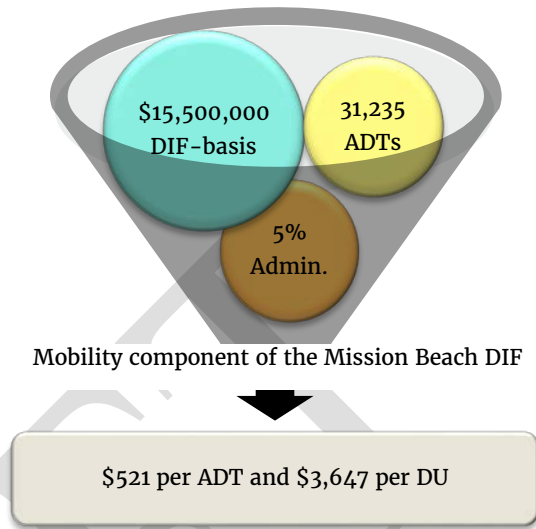 $15,500,000
DIF-basis
31,235
ADTs
5%
Admin.
Mobility component of the Mission Beach DIF
$521 per ADT and $3,647 per DU